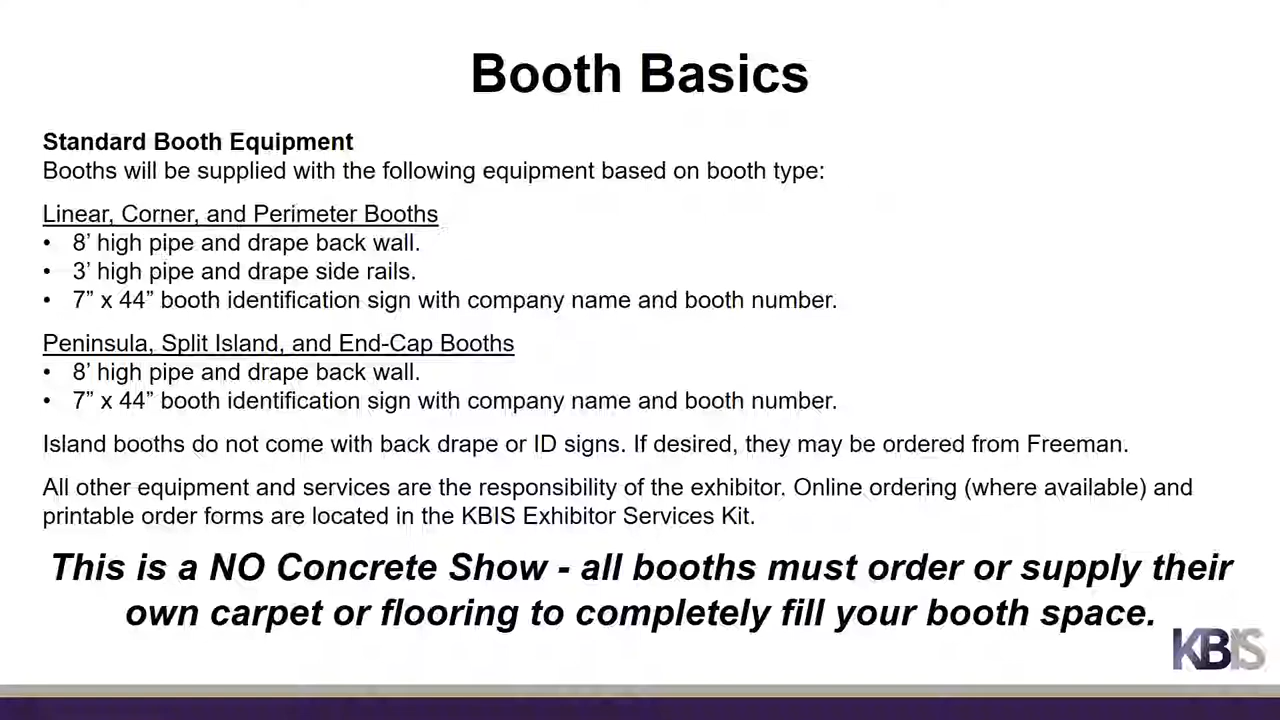 Booth Basics
Standard Booth Equipment
Booths will be supplied with the following equipment based on booth type:
Linear, Corner, and Perimeter Booths
• 8’ high pipe and drape back wall.
• 3’ high pipe and drape side rails.
• 7” x 44” booth identification sign with company name and booth number.
Peninsula, Split Island, and End-Cap Booths
• 8’ high pipe and drape back wall.
• 7” x 44” booth identification sign with company name and booth number.
Island booths do not come with back drape or ID signs. If desired, they may be ordered from Freeman.
All other equipment and services are the responsibility of the exhibitor. Online ordering (where available) and
printable order forms are located in the KBIS Exhibitor Services Kit.
This is a NO Concrete Show - all booths must order or supply their
own carpet or flooring to completely fill your booth space.
KBIS